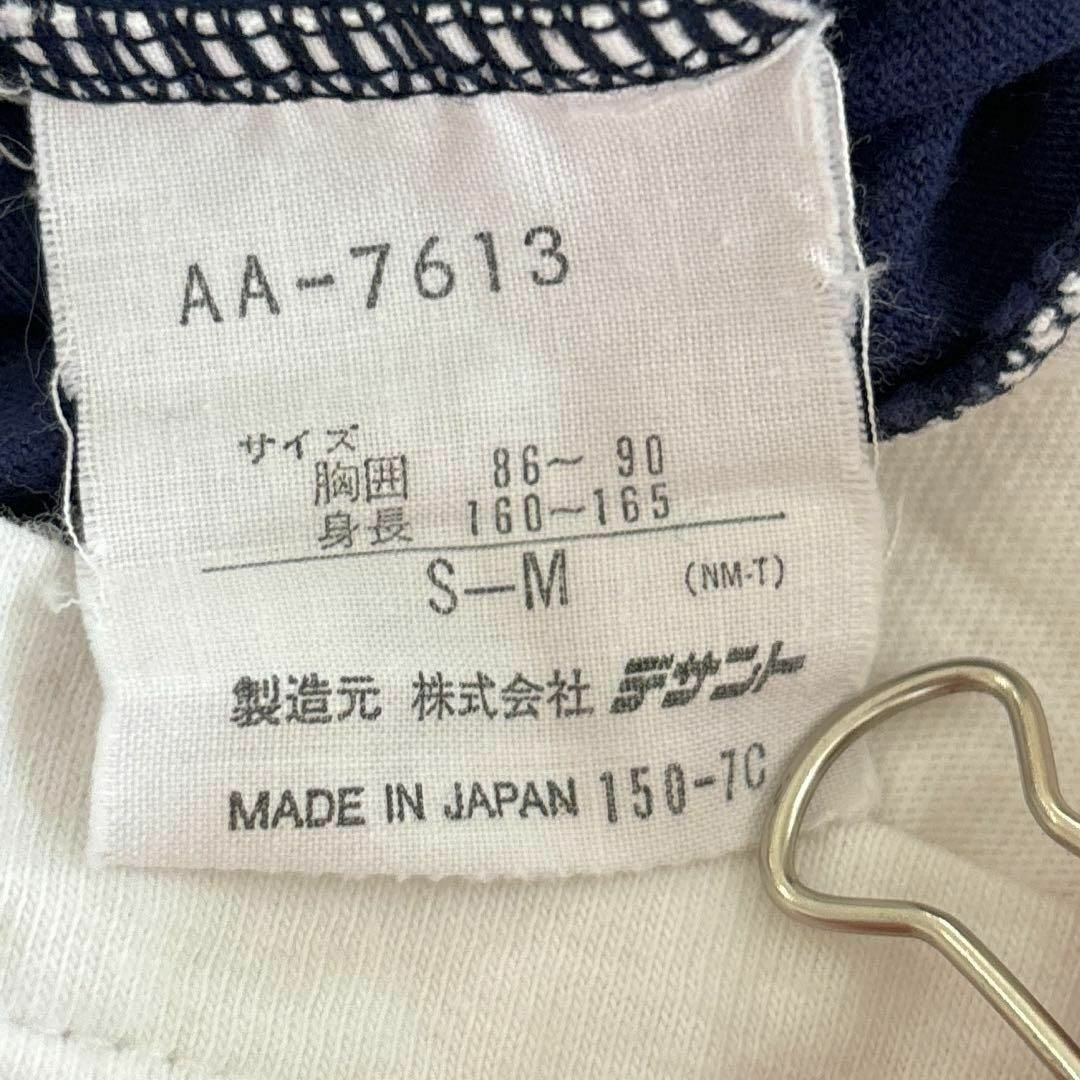 AA-7613
サイズ
胸囲 86～90
身長 160～165
S—M (NM-T)
製造元 株式会社 デサント
MADE IN JAPAN 150-7C